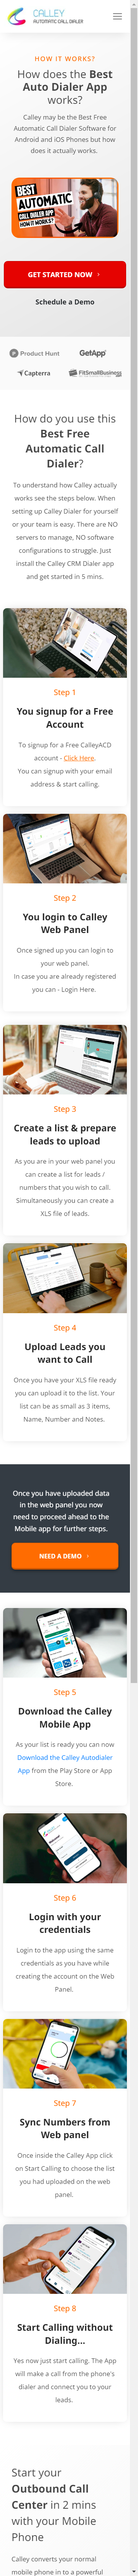 CALLEY
AUTOMATIC CALL DIALER
HOW IT WORKS?
How does the Best
Auto Dialer App
works?
Calley may be the Best Free
Automatic Call Dialer Software for
Android and iOS Phones but how
does it actually works.
BEST
AUTOMATIC
CALL DIALER APP
HOW IT WORKS?
GET STARTED NOW ›
Schedule a Demo
Product Hunt
GetApp
Capterra
FitSmallBusiness
How do you use this
Best Free
Automatic Call
Dialer?
To understand how Calley actually
works see the steps below. When
setting up Calley Dialer for yourself
or your team is easy. There are NO
servers to manage, NO software
configurations to struggle. Just
install the Calley CRM Dialer app
and get started in 5 mins.
Step 1
You signup for a Free
Account
To signup for a Free CalleyACD
account - Click Here.
You can signup with your email
address & start calling.
Step 2
You login to Calley
Web Panel
Once signed up you can login to
your web panel.
In case you are already registered
you can - Login Here.
Step 3
Create a list & prepare
leads to upload
As you are in your web panel you
can create a list for leads /
numbers that you wish to call.
Simultaneously you can create a
XLS file of leads.
Step 4
Upload Leads you
want to Call
Once you have your XLS file ready
you can upload it to the list. Your
list can be as small as 3 items,
Name, Number and Notes.
Once you have uploaded data
in the web panel you now
need to proceed ahead to the
Mobile app for further steps.
NEED A DEMO ›
Step 5
Download the Calley
Mobile App
As your list is ready you can now
Download the Calley Autodialer
App from the Play Store or App
Store.
Step 6
Login with your
credentials
Login to the app using the same
credentials as you have while
creating the account on the Web
Panel.
Step 7
Sync Numbers from
Web panel
Once inside the Calley App click
on Start Calling to choose the list
you had uploaded on the web
panel.
Step 8
Start Calling without
Dialing...
Yes now just start calling. The App
will make a call from the phone's
dialer and connect you to your
leads.
Start your
Outbound Call
Center in 2 mins
with your Mobile
Phone
Calley converts your normal
mobile phone in to a powerful